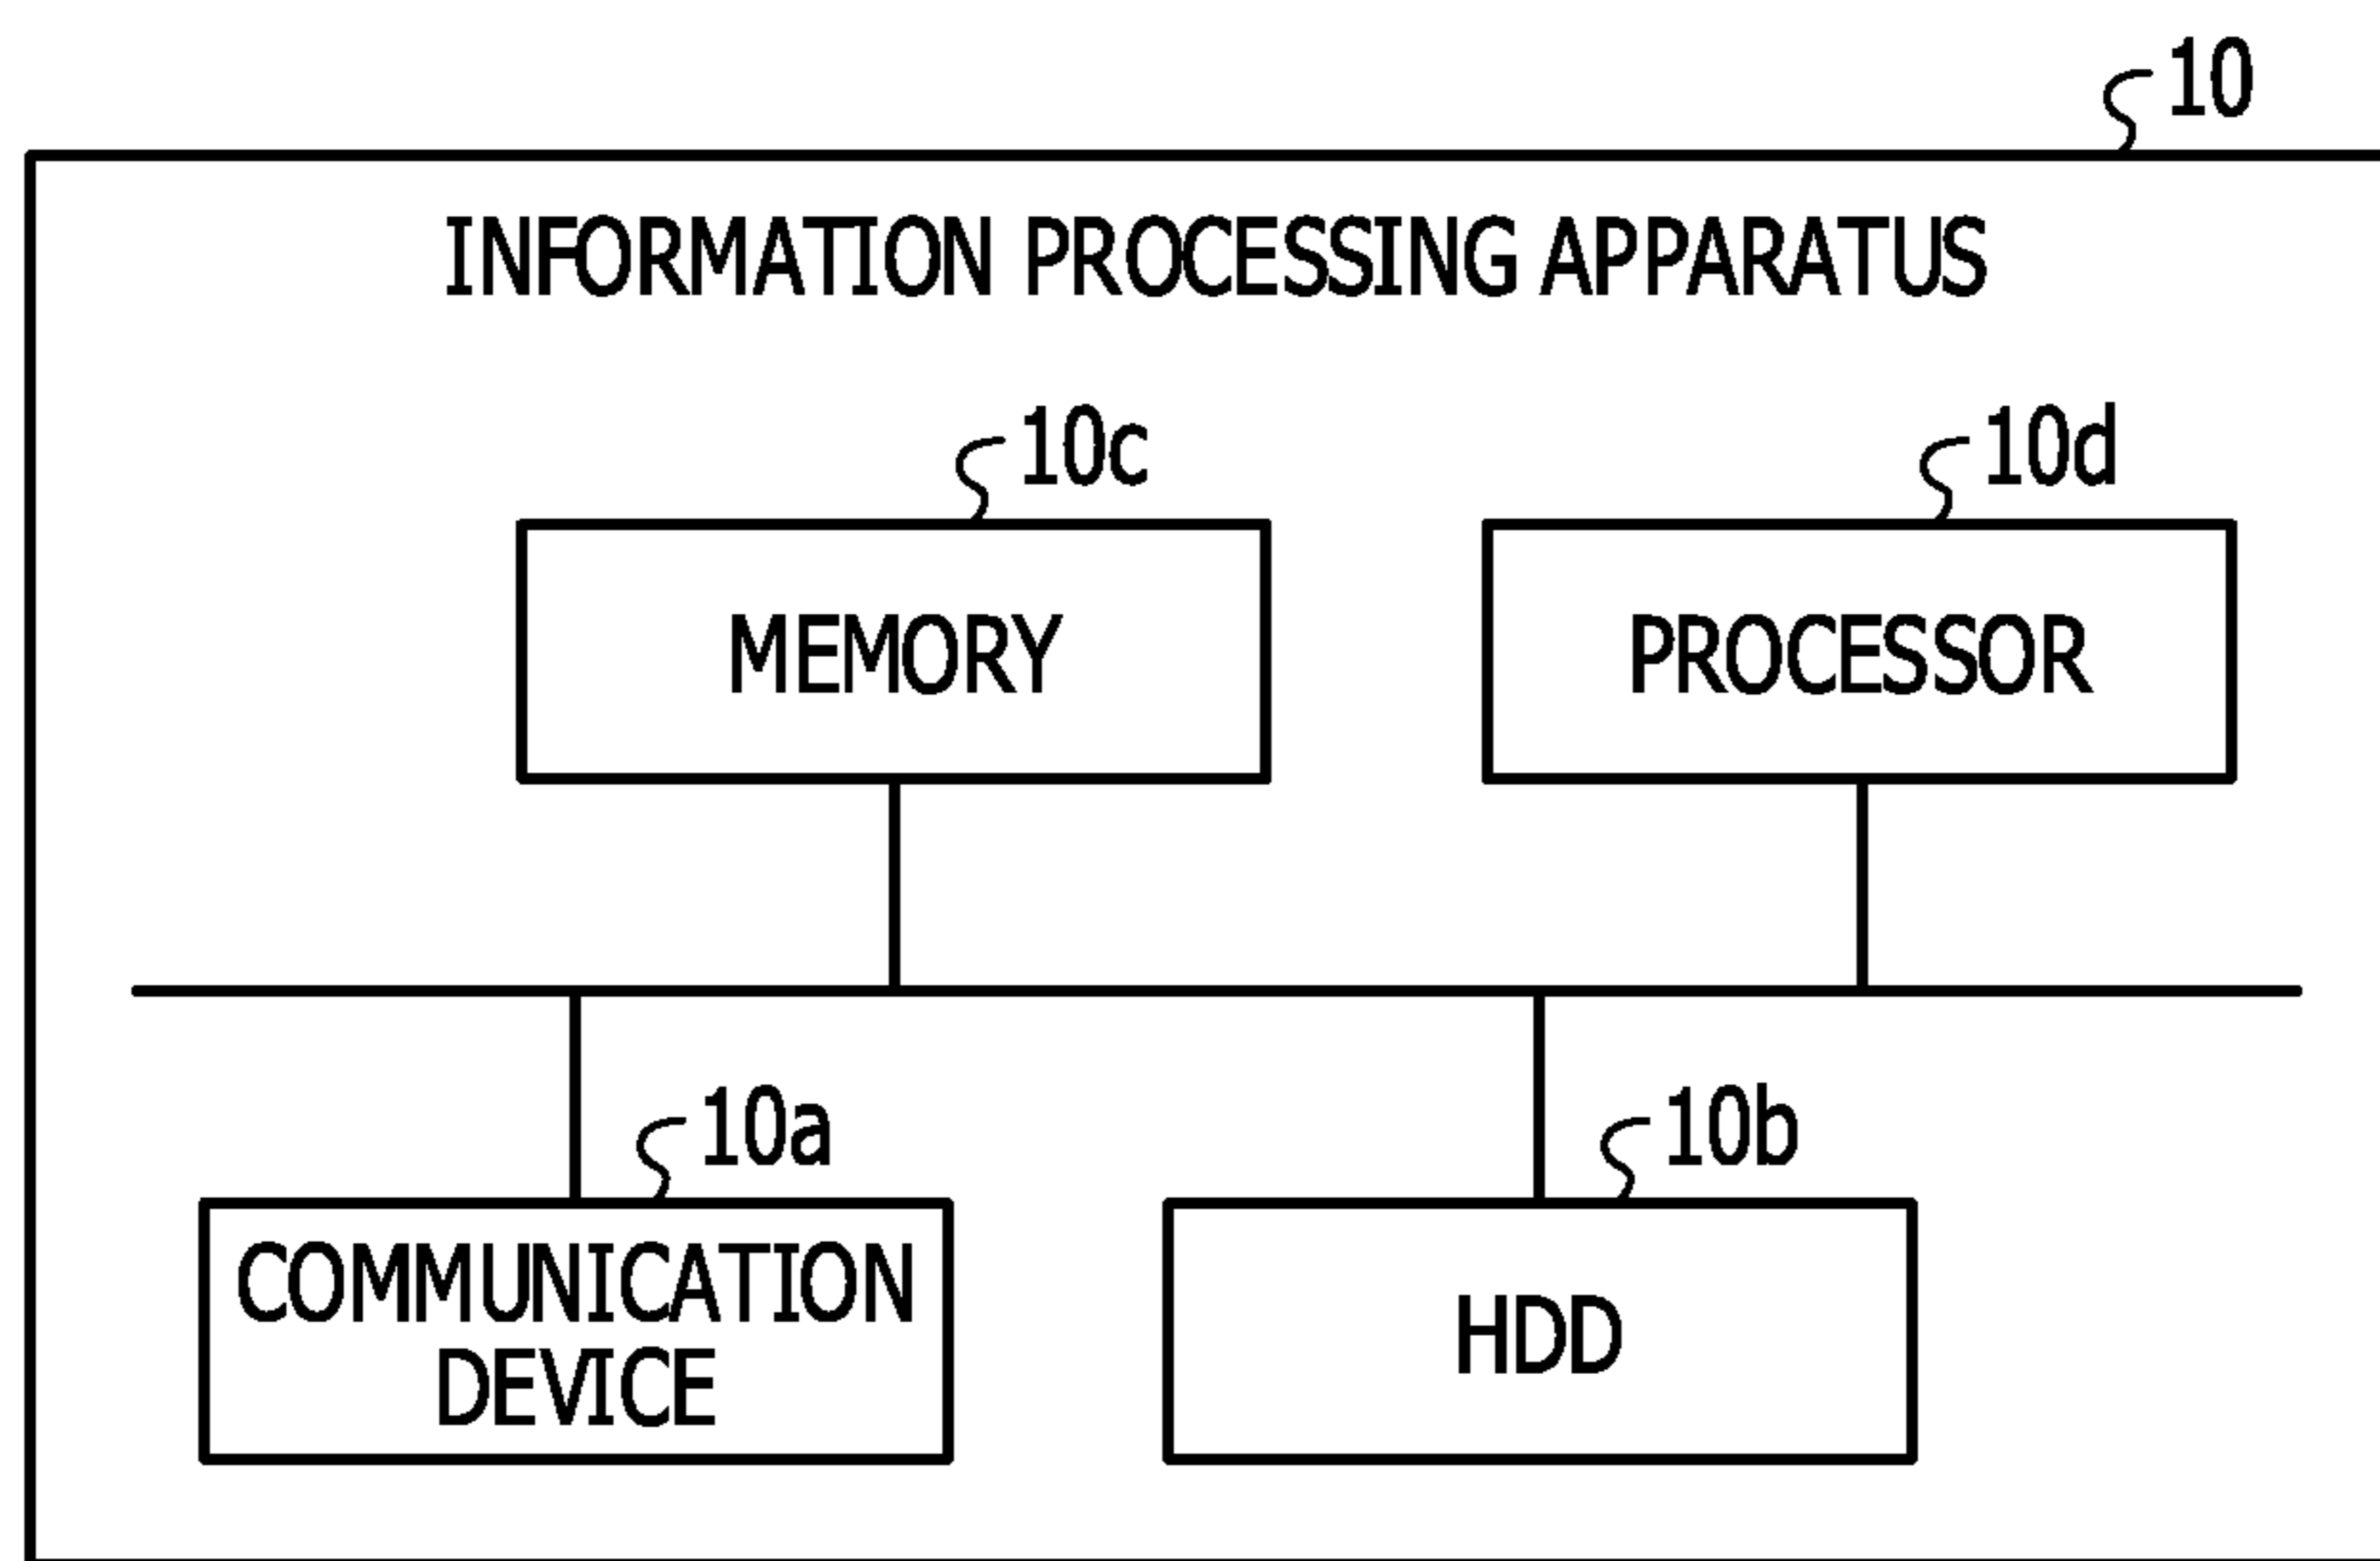 10
INFORMATION PROCESSING APPARATUS
10c
10d
MEMORY
PROCESSOR
10a
10b
COMMUNICATION
DEVICE
HDD